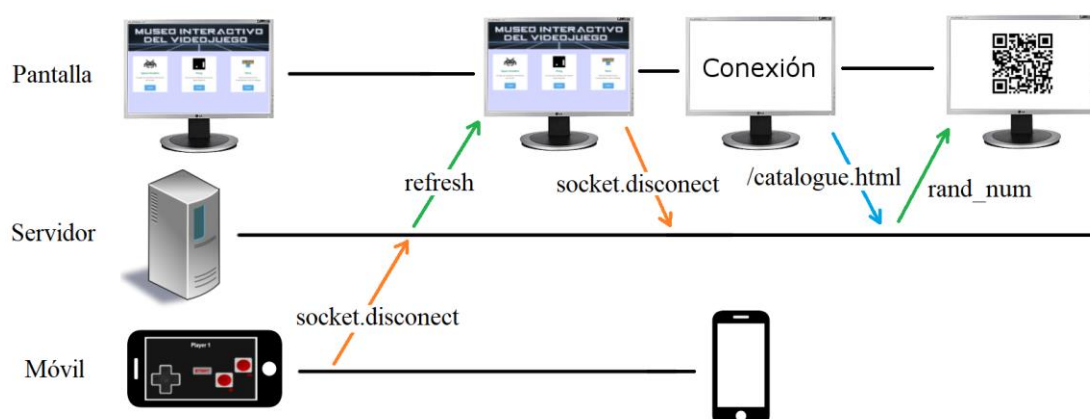 MUSEO INTERACTIVO
DEL VIDEOJUEGO
MUSEO INTERACTIVO
DEL VIDEOJUEGO
Pantalla
Conexión
refresh
socket.disconect
/catalogue.html
rand_num
Servidor
socket.disconect
Player 1
Móvil